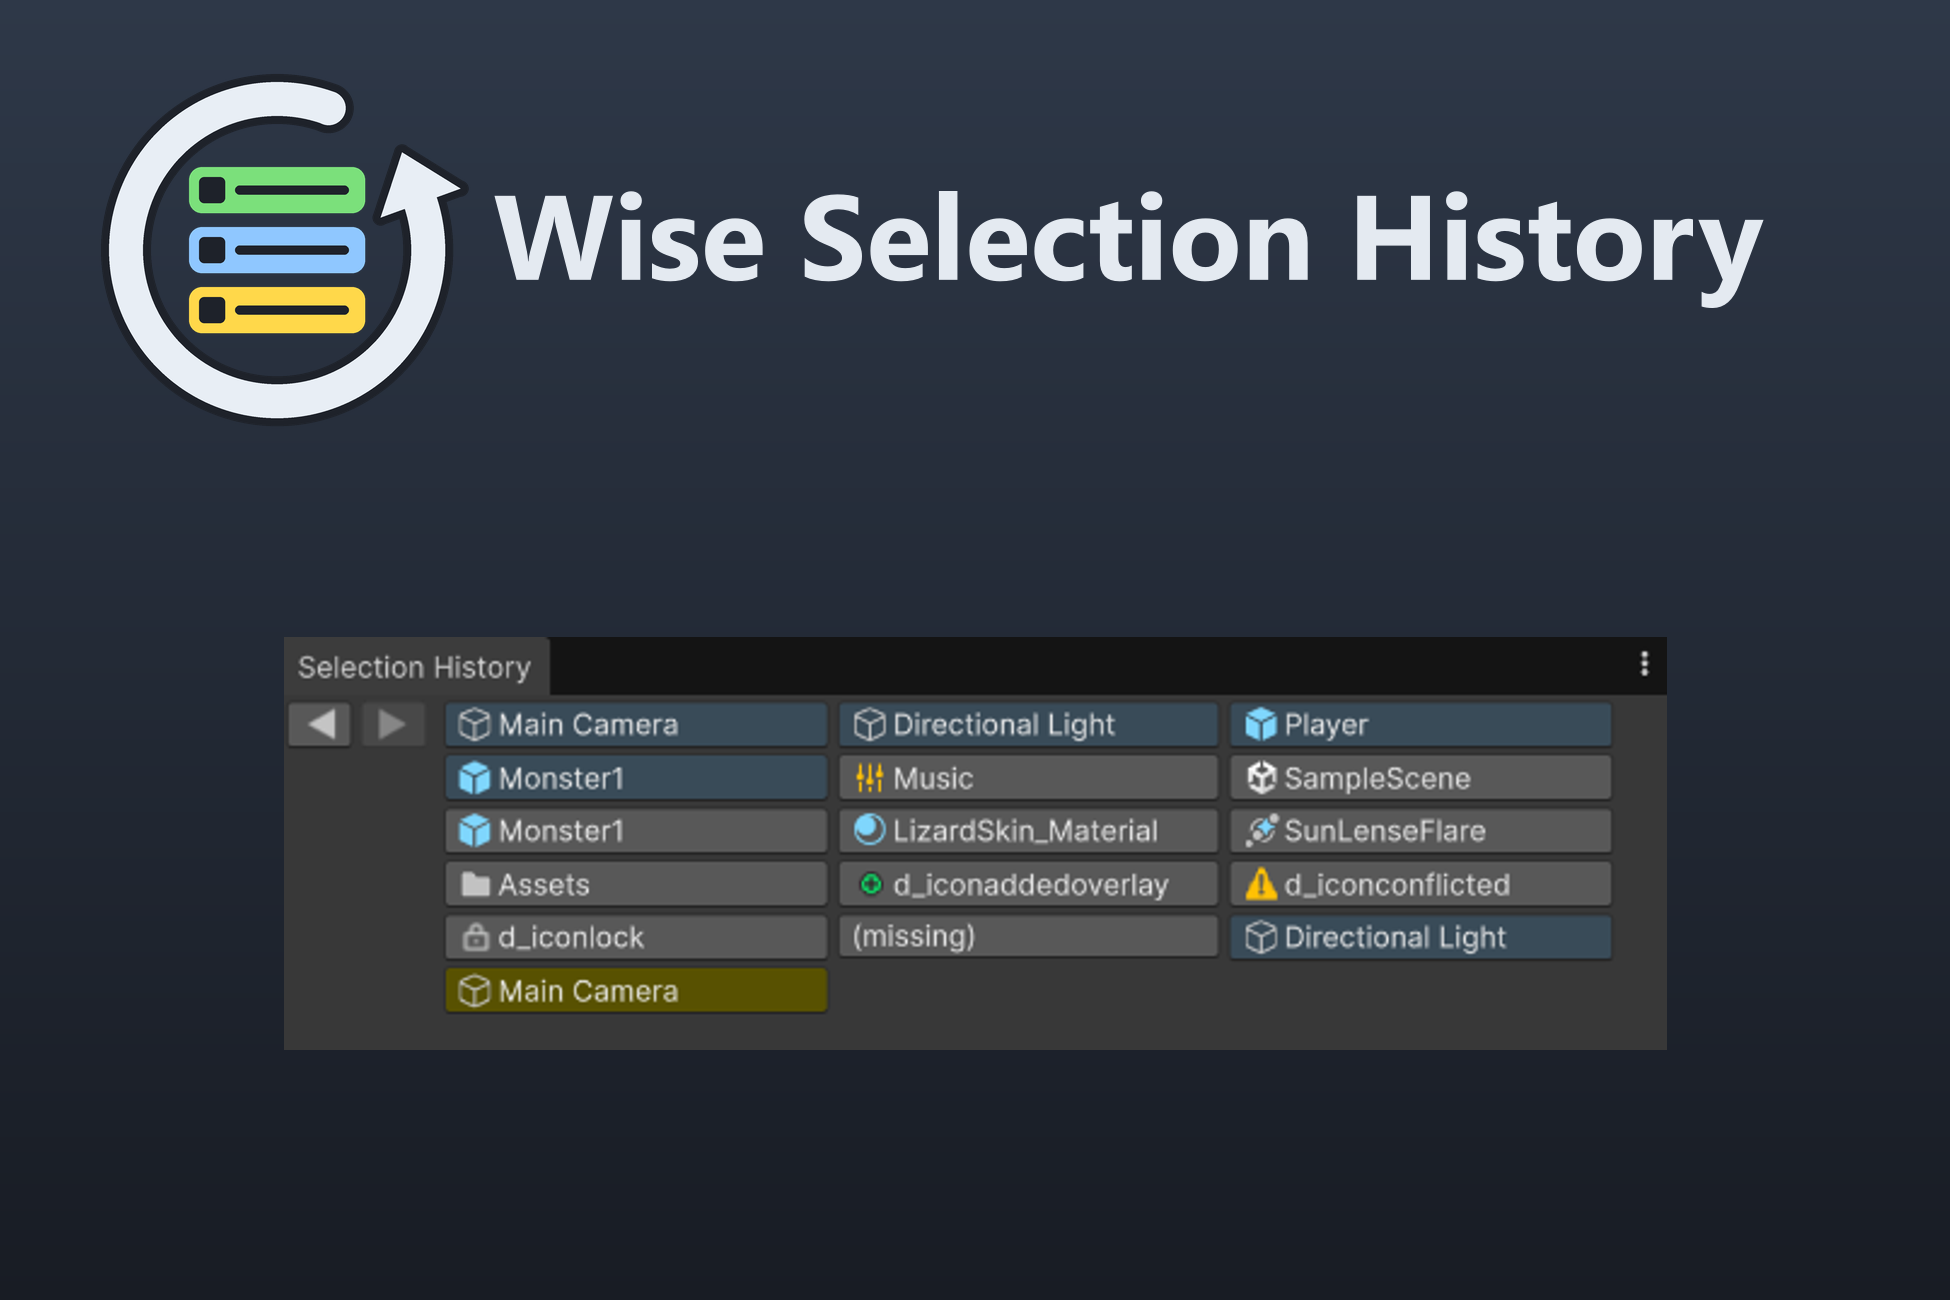 Wise Selection History
Selection History
Main Camera
Directional Light
Player
Monster1
Music
SampleScene
Monster1
LizardSkin_Material
SunLenseFlare
Assets
d_iconaddedoverlay
d_iconconflicted
d_iconlock
(missing)
Directional Light
Main Camera